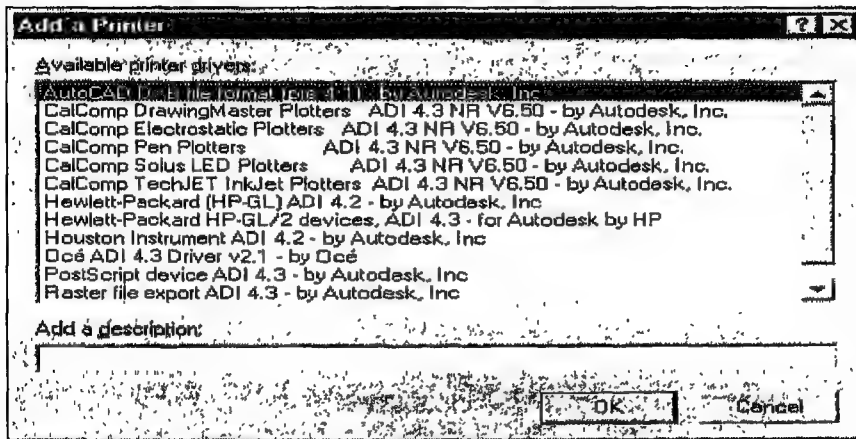 Add a Printer
Available printer drivers:
AutoCAD file format - by Autodesk, Inc
CalComp DrawingMaster Plotters ADI 4.3 NR V6.50 - by Autodesk, Inc.
CalComp Electrostatic Plotters ADI 4.3 NR V6.50 - by Autodesk, Inc.
CalComp Pen Plotters ADI 4.3 NR V6.50 - by Autodesk, Inc.
CalComp Solus LED Plotters ADI 4.3 NR V6.50 - by Autodesk, Inc.
CalComp TechJET InkJet Plotters ADI 4.3 NR V6.50 - by Autodesk, Inc.
Hewlett-Packard (HP-GL) ADI 4.2 - by Autodesk, Inc
Hewlett-Packard HP-GL/2 devices, ADI 4.3 - for Autodesk by HP
Houston Instrument ADI 4.2 - by Autodesk, Inc
Océ ADI 4.3 Driver v2.1 - by Océ
PostScript device ADI 4.3 - by Autodesk, Inc
Raster file export ADI 4.3 - by Autodesk, Inc
Add a description:
OK Cancel